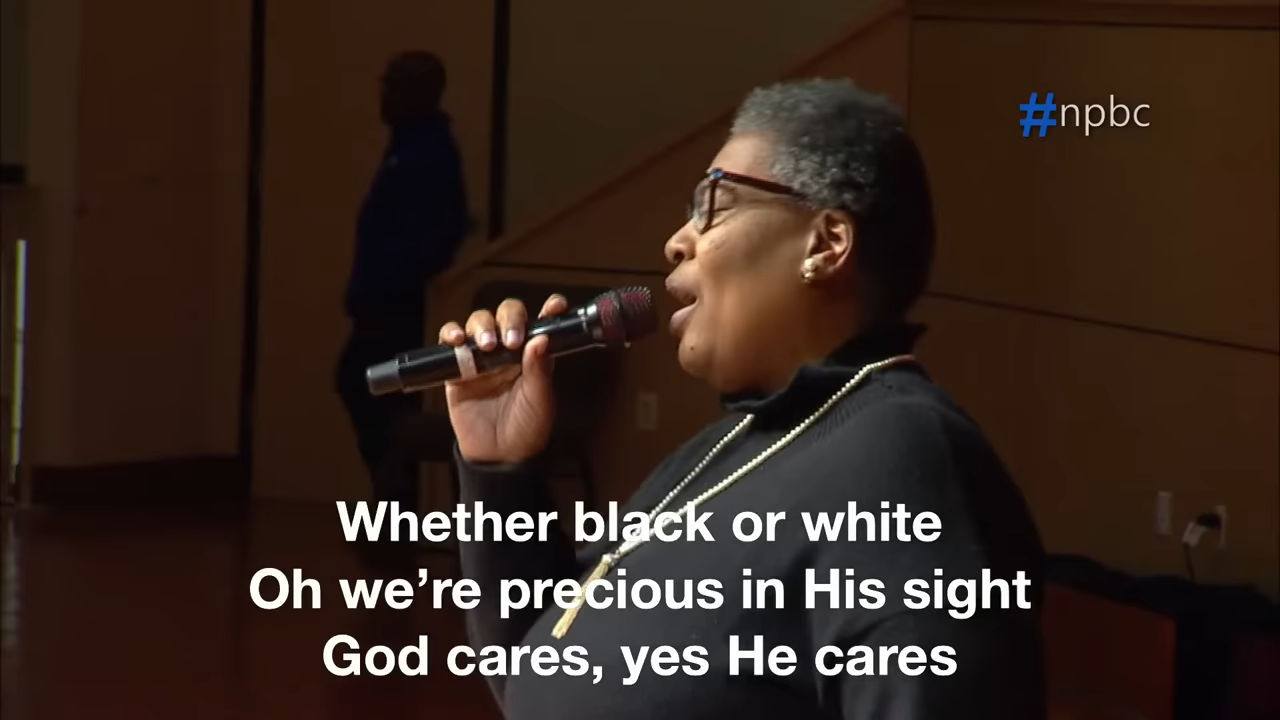 #npbc
Whether black or white
Oh we’re precious in His sight
God cares, yes He cares